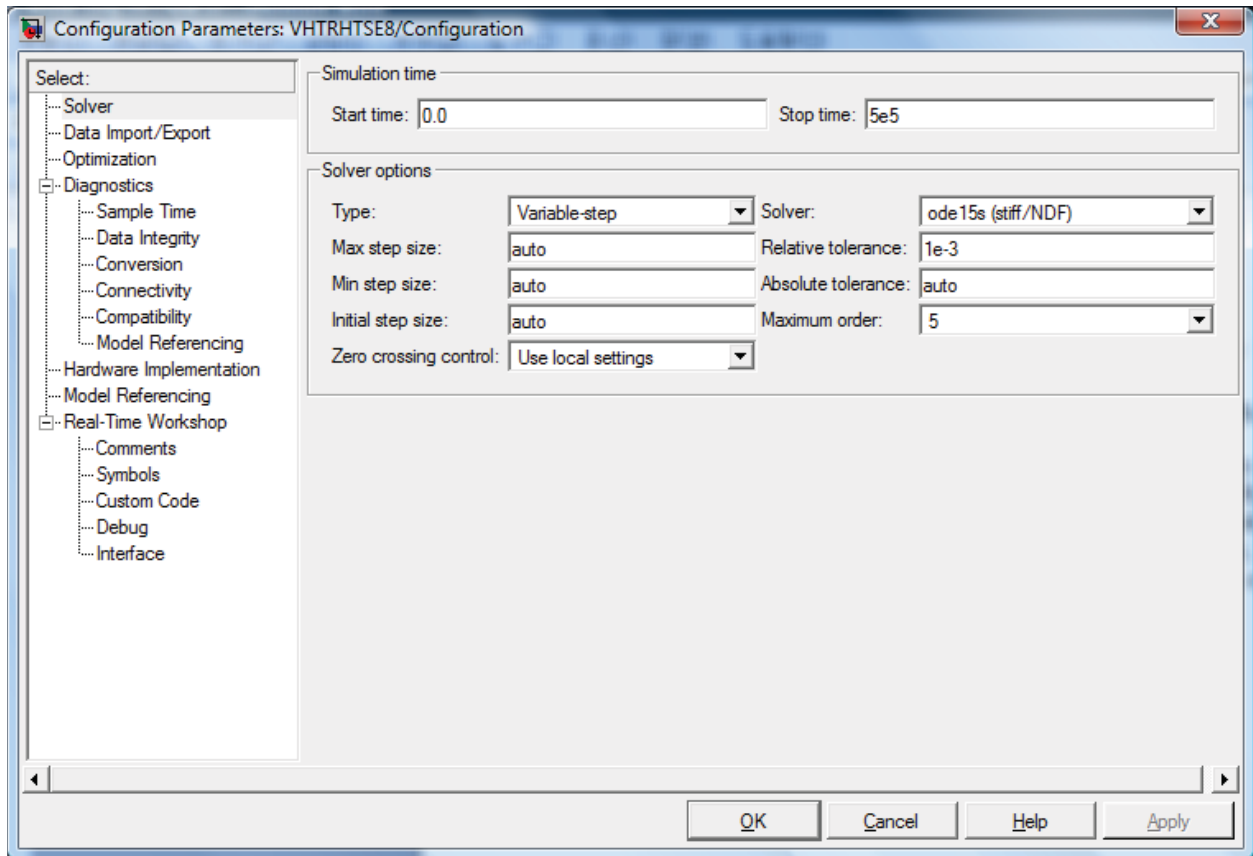 Configuration Parameters: VHTRHTSE8/Configuration
Select:
Solver
Data Import/Export
Optimization
Diagnostics
Sample Time
Data Integrity
Conversion
Connectivity
Compatibility
Model Referencing
Hardware Implementation
Model Referencing
Real-Time Workshop
Comments
Symbols
Custom Code
Debug
Interface
Simulation time
Start time: 0.0 Stop time: 5e5
Solver options
Type: Variable-step Solver: ode15s (stiff/NDF)
Max step size: auto Relative tolerance: 1e-3
Min step size: auto Absolute tolerance: auto
Initial step size: auto Maximum order: 5
Zero crossing control: Use local settings
OK Cancel Help Apply